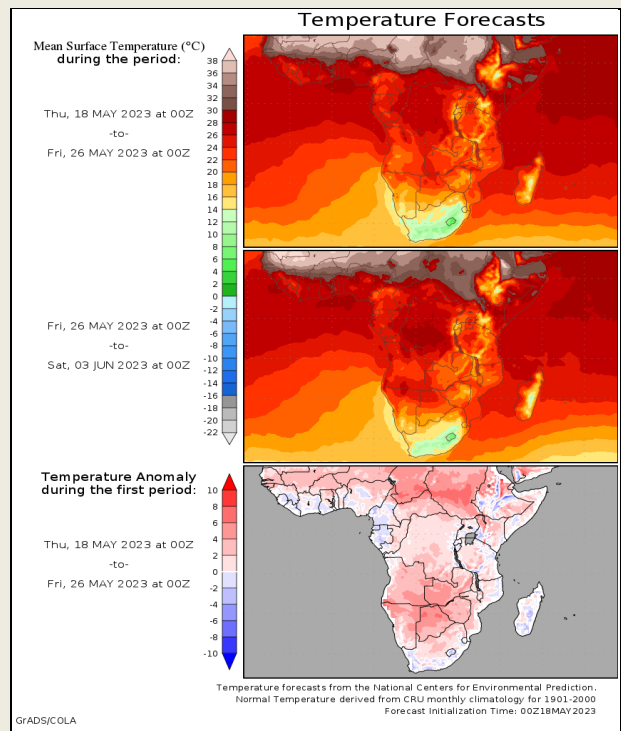 Temperature Forecasts
Mean Surface Temperature (°C)
during the period:
38
36
34
32
30
28
26
24
22
20
18
16
14
12
10
8
6
4
2
0
-2
-4
-6
-8
-10
-12
-14
-16
-18
-20
-22
Thu, 18 MAY 2023 at 00Z
-to-
Fri, 26 MAY 2023 at 00Z
Fri, 26 MAY 2023 at 00Z
-to-
Sat, 03 JUN 2023 at 00Z
Temperature Anomaly
during the first period:
10
8
6
4
2
0
-2
-4
-6
-8
-10
Thu, 18 MAY 2023 at 00Z
-to-
Fri, 26 MAY 2023 at 00Z
Temperature forecasts from the National Centers for Environmental Prediction.
Normal Temperature derived from CRU monthly climatology for 1901-2000
Forecast Initialization Time: 00Z18MAY2023
GrADS/COLA